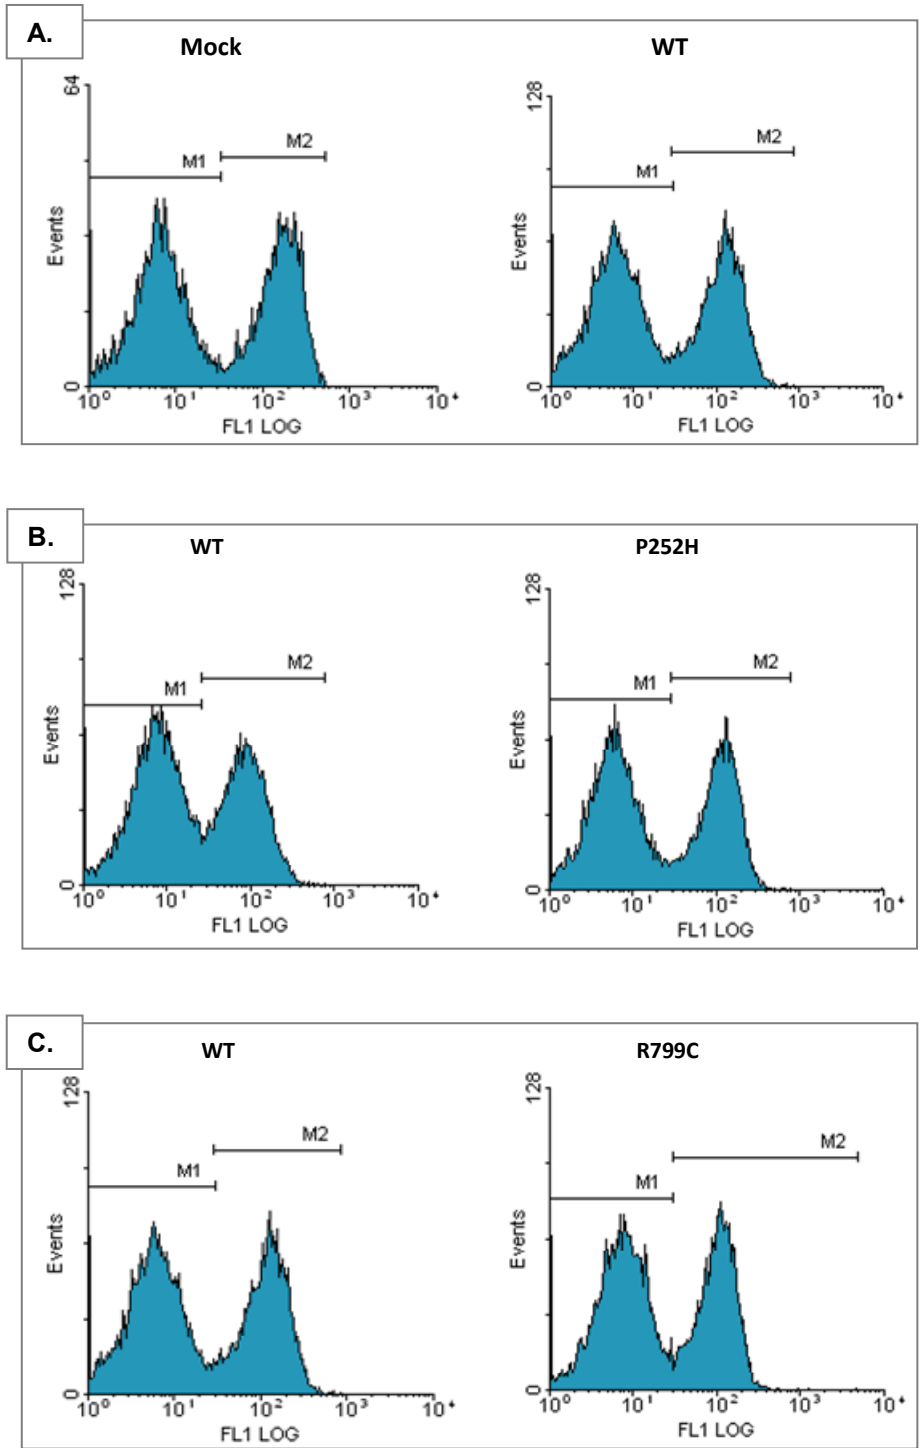 A.
Mock WT
64 128
M2 M2
M1 M1
Events Events
0 0
10⁰ 10¹ 10² 10³ 10⁴ 10⁰ 10¹ 10² 10³ 10⁴
FL1 LOG FL1 LOG
B.
WT P252H
128 128
M2 M2
M1 M1
Events Events
0 0
10⁰ 10¹ 10² 10³ 10⁴ 10⁰ 10¹ 10² 10³ 10⁴
FL1 LOG FL1 LOG
C.
WT R799C
128 128
M2 M2
M1 M1
Events Events
0 0
10⁰ 10¹ 10² 10³ 10⁴ 10⁰ 10¹ 10² 10³ 10⁴
FL1 LOG FL1 LOG